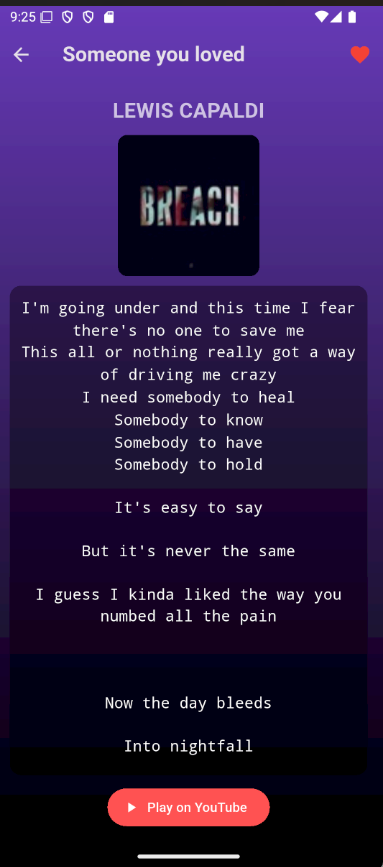 9:25
Someone you loved
LEWIS CAPALDI
BREACH
I'm going under and this time I fear
there's no one to save me
This all or nothing really got a way
of driving me crazy
I need somebody to heal
Somebody to know
Somebody to have
Somebody to hold
It's easy to say
But it's never the same
I guess I kinda liked the way you
numbed all the pain
Now the day bleeds
Into nightfall
Play on YouTube